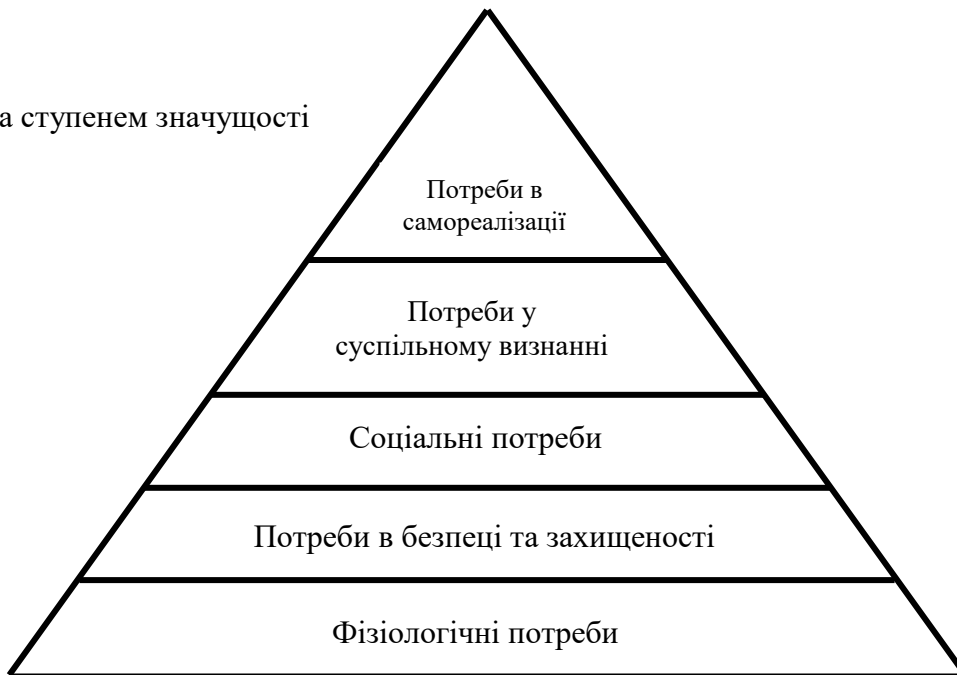 а ступенем значущості
Потреби в
самореалізації
Потреби у
суспільному визнанні
Соціальні потреби
Потреби в безпеці та захищеності
Фізіологічні потреби